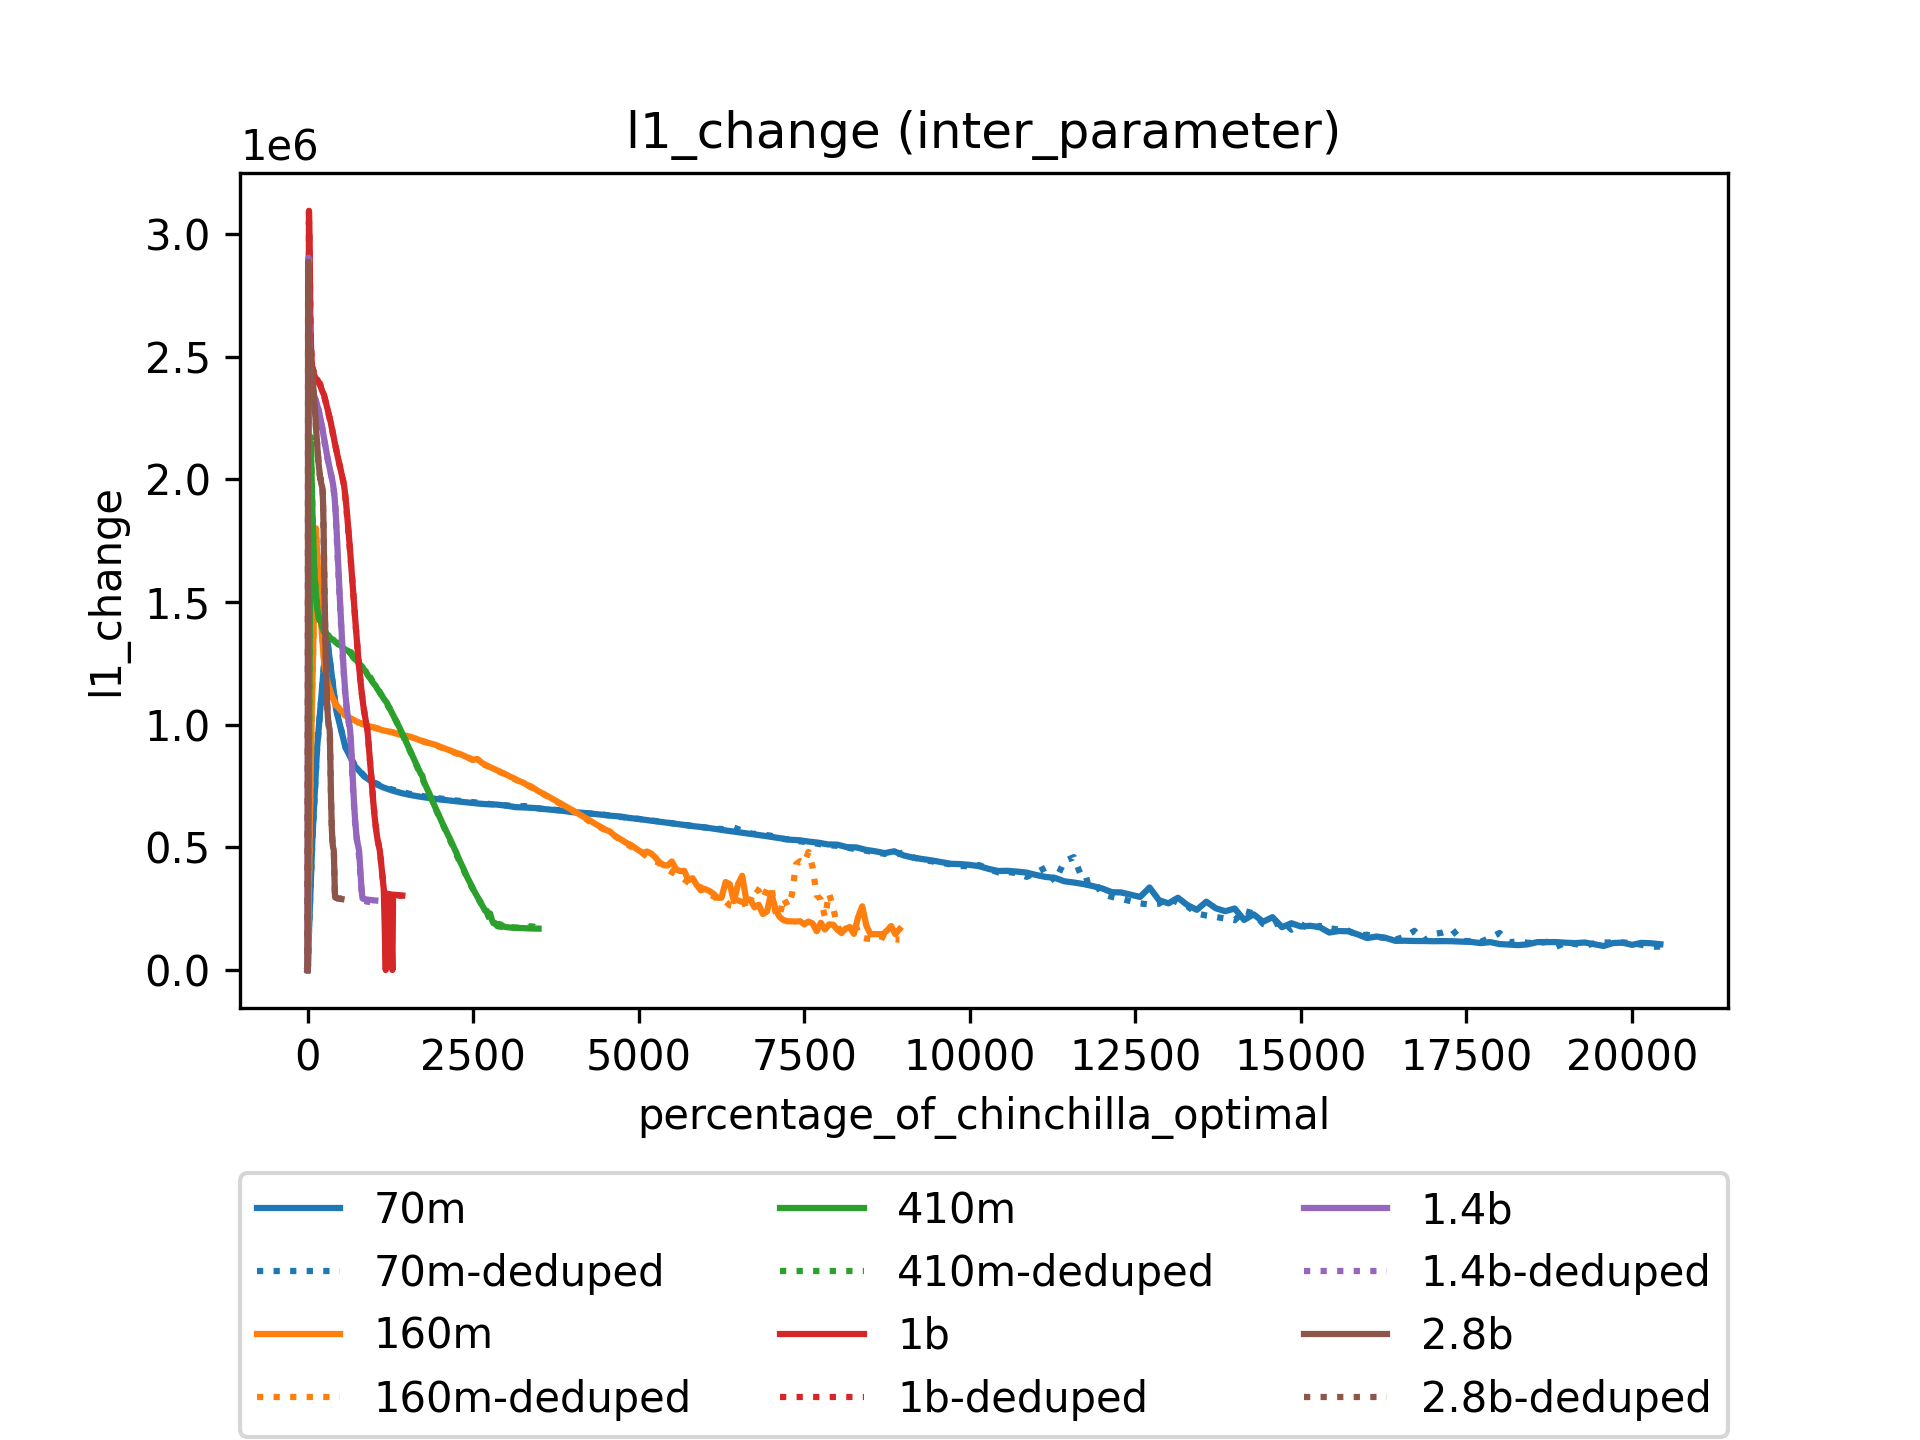 l1_change (inter_parameter)
1e6
3.0
2.5
2.0
1.5
1.0
0.5
0.0
l1_change
0 2500 5000 7500 10000 12500 15000 17500 20000
percentage_of_chinchilla_optimal
70m
70m-deduped
160m
160m-deduped
410m
410m-deduped
1b
1b-deduped
1.4b
1.4b-deduped
2.8b
2.8b-deduped